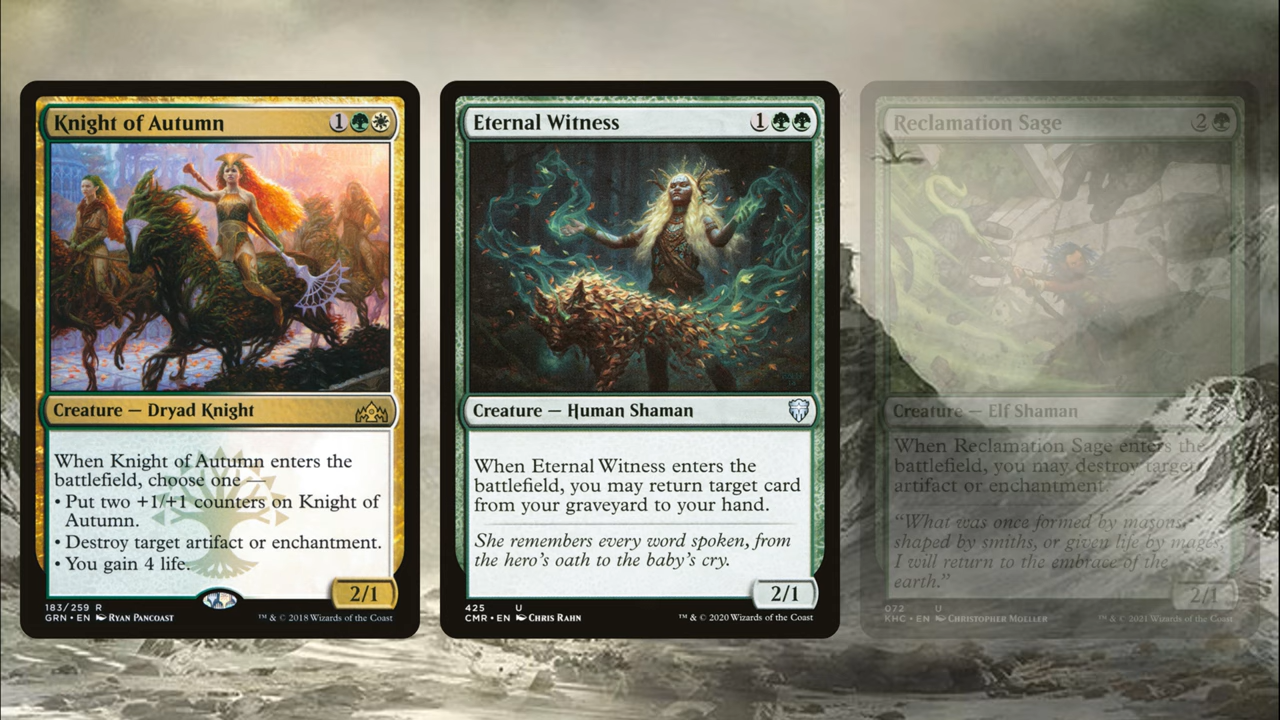 Knight of Autumn
1
Creature — Dryad Knight
When Knight of Autumn enters the
battlefield, choose one —
• Put two +1/+1 counters on Knight of
Autumn.
• Destroy target artifact or enchantment.
• You gain 4 life.
2/1
183/259 R
GRN • EN RYAN PANCOAST
™ & © 2018 Wizards of the Coast
Eternal Witness
1
Creature — Human Shaman
When Eternal Witness enters the
battlefield, you may return target card
from your graveyard to your hand.
She remembers every word spoken, from
the hero's oath to the baby's cry.
2/1
425 U
CMR • EN CHRIS RAHN
™ & © 2020 Wizards of the Coast
Reclamation Sage
2
Creature — Elf Shaman
When Reclamation Sage enters the
battlefield, you may destroy target
artifact or enchantment.
“What was once formed by masons,
shaped by smiths, or given life by mages,
I will return to the embrace of the
earth.”
2/1
072 U
KHC • EN CHRISTOPHER MOELLER
™ & © 2021 Wizards of the Coast